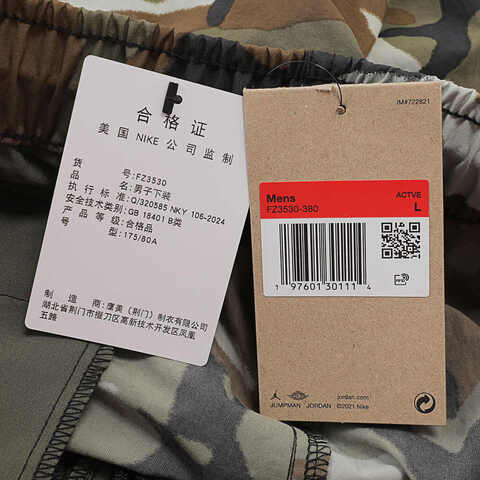 合格证
美国 NIKE 公司监制
货号: FZ3530
品名: 男子下装
执行标准: Q/320585 NKY 106-2024
安全技术类别: GB 18401 B类
产品等级: 合格品
型号: 175/80A
制造商: 鹰美（荆门）制衣有限公司
湖北省荆门市掇刀区高新技术开发区凤凰
五路
IM#722821
Mens
ACTVE
FZ3530-380
L
1 97601 30111 4
JUMPMAN JORDAN
jordan.com
©2021 Nike